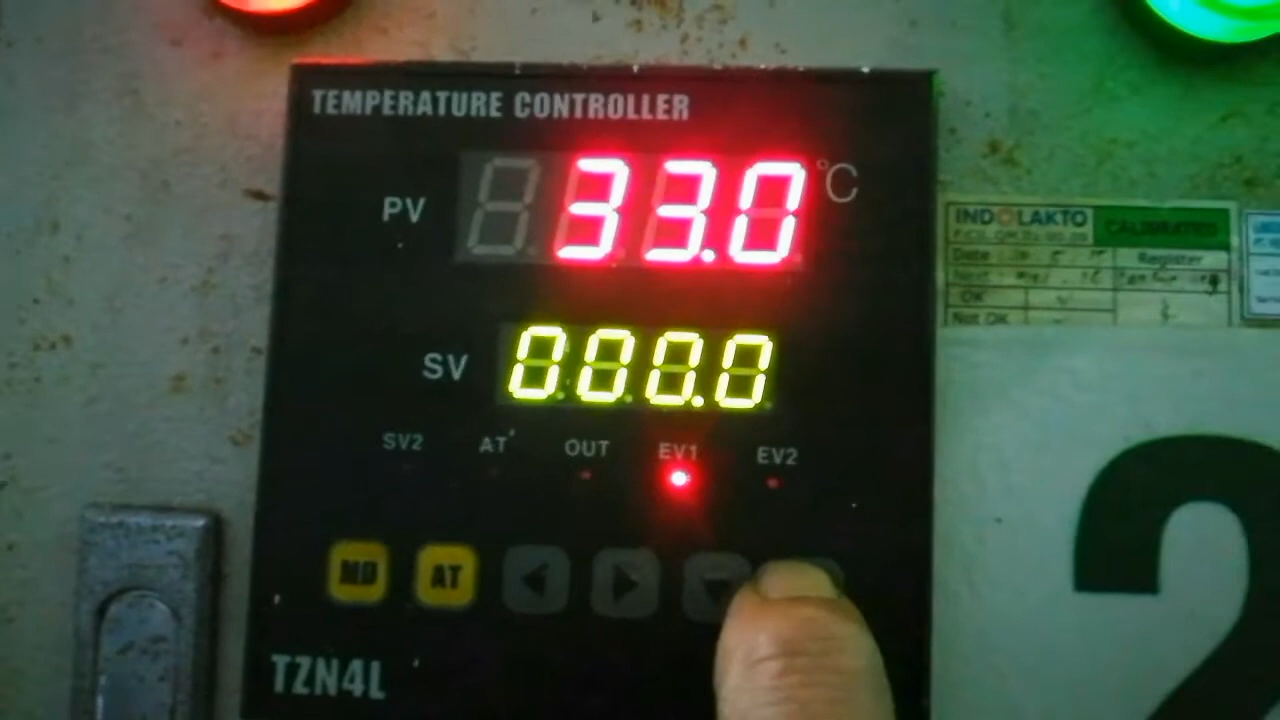 TEMPERATURE CONTROLLER
PV
33.0
°C
SV
000.0
SV2 AT OUT EV1 EV2
MD AT
TZN4L
INDOLAKTO CALIBRATED
Date
Register
OK
Not OK
2